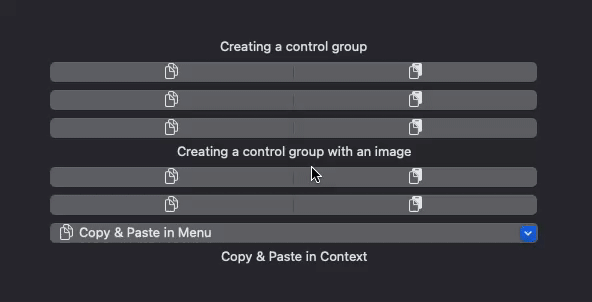 Creating a control group
Creating a control group with an image
Copy & Paste in Menu
Copy & Paste in Context